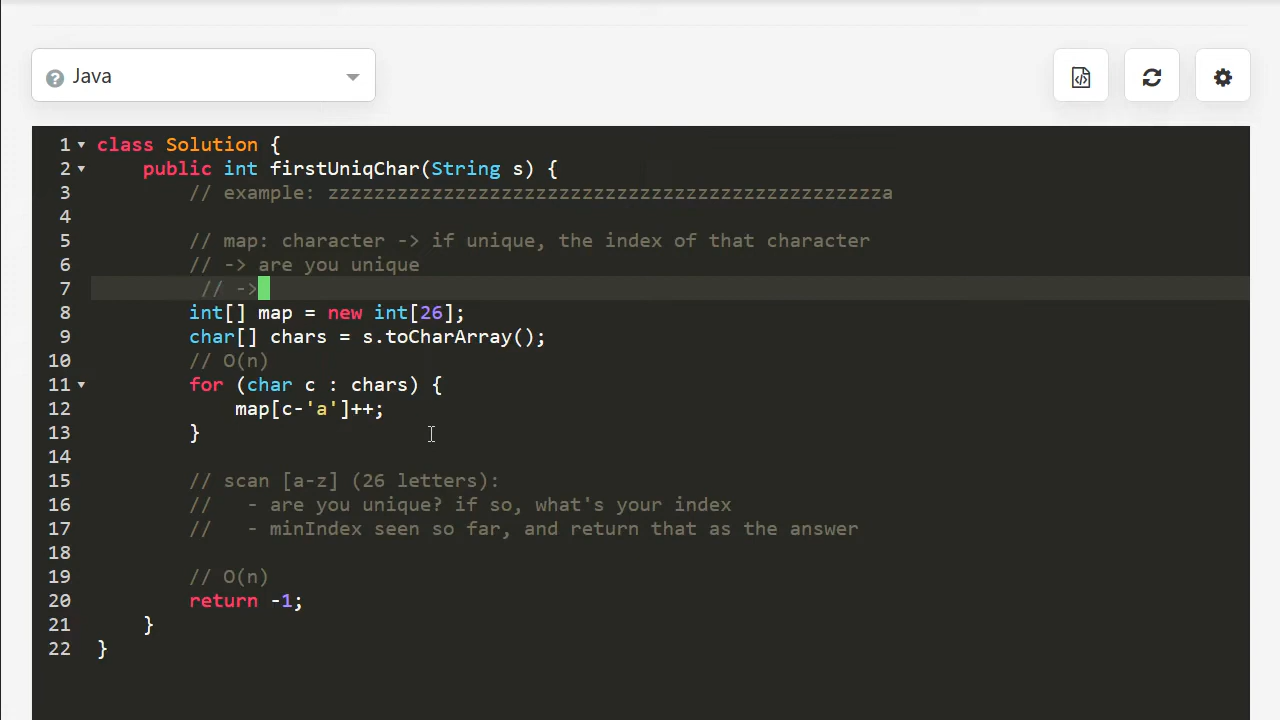 Java
1 class Solution {
2 public int firstUniqChar(String s) {
3 // example: zzzzzzzzzzzzzzzzzzzzzzzzzzzzzzzzzzzzzzzzzzzzzzzza
4
5 // map: character -> if unique, the index of that character
6 // -> are you unique
7 // ->
8 int[] map = new int[26];
9 char[] chars = s.toCharArray();
10 // O(n)
11 for (char c : chars) {
12 map[c-'a']++;
13 }
14
15 // scan [a-z] (26 letters):
16 //   - are you unique? if so, what's your index
17 //   - minIndex seen so far, and return that as the answer
18
19 // O(n)
20 return -1;
21 }
22 }